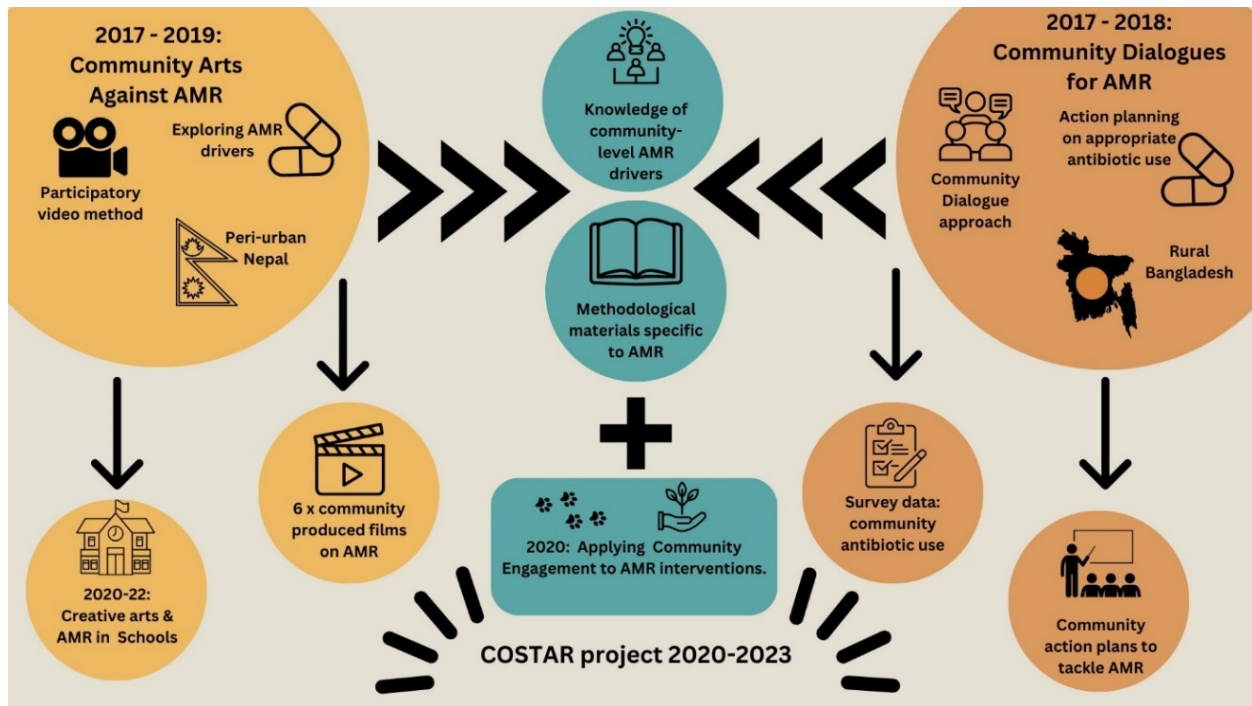 2017 - 2019:
Community Arts
Against AMR
Exploring AMR
drivers
Participatory
video method
Peri-urban
Nepal
Knowledge of
community-
level AMR
drivers
Methodological
materials specific
to AMR
2017 - 2018:
Community Dialogues
for AMR
Action planning
on appropriate
antibiotic use
Community
Dialogue
approach
Rural
Bangladesh
2020-22:
Creative arts &
AMR in Schools
6 x community
produced films
on AMR
2020: Applying Community
Engagement to AMR interventions.
COSTAR project 2020-2023
Survey data:
community
antibiotic use
Community
action plans to
tackle AMR